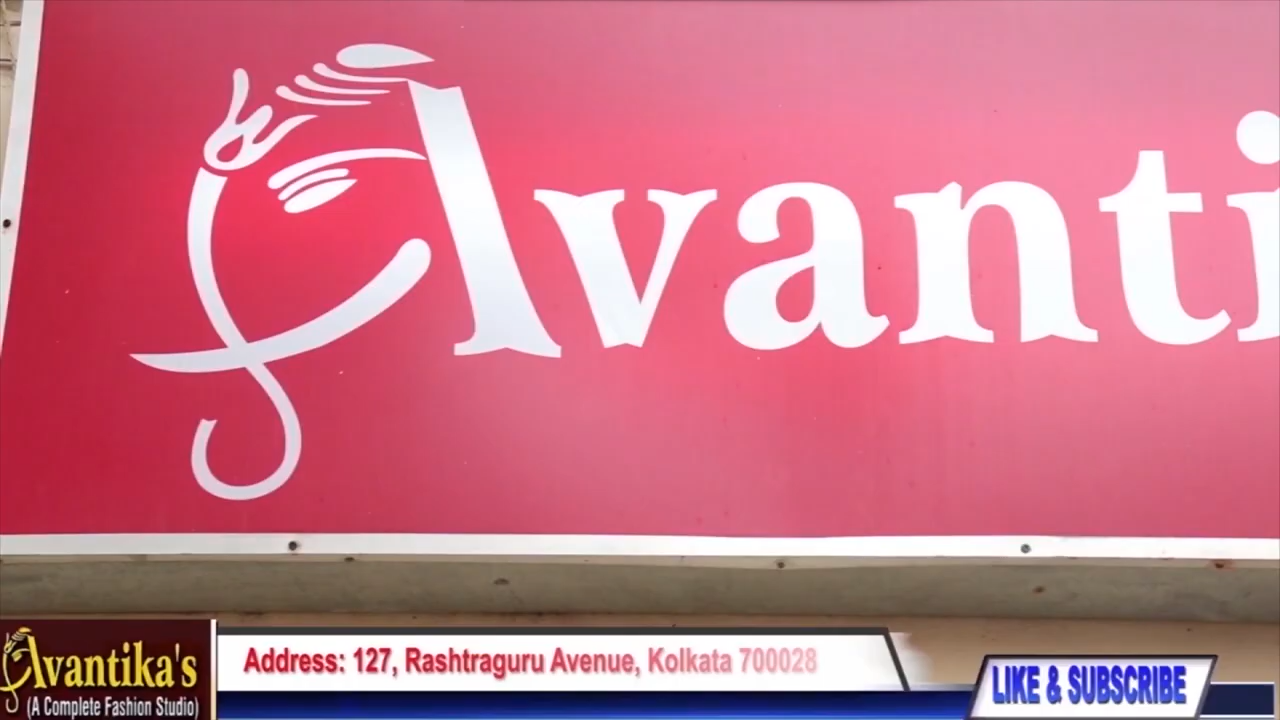 Avanti
Avantika's
(A Complete Fashion Studio)
Address: 127, Rashtraguru Avenue, Kolkata 700028
LIKE & SUBSCRIBE